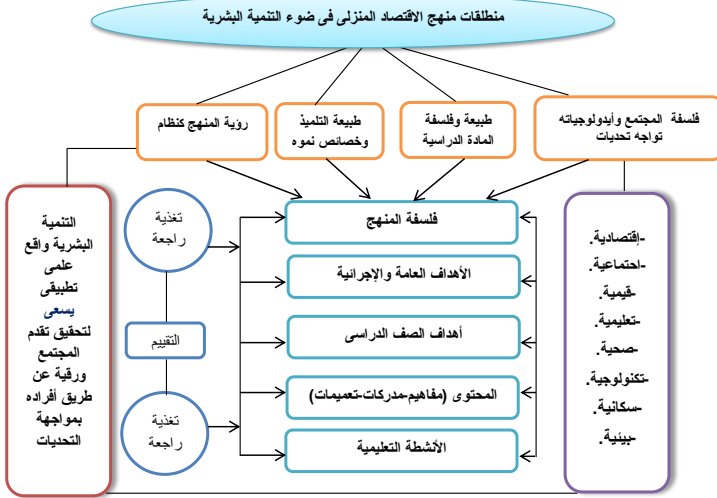 منطلقات منهج الاقتصاد المنزلى فى ضوء التنمية البشرية
فلسفة المجتمع وأيدولوجياته
تواجه تحديات
طبيعة وفلسفة
المادة الدراسية
طبيعة التلميذ
وخصائص نموه
رؤية المنهج كنظام
-إقتصادية.
-احتماعية.
-قيمية.
-تعليمية.
-صحية.
-تكنولوجية.
-سكانية.
-بيئية.
فلسفة المنهج
الأهداف العامة والإجرائية
أهداف الصف الدراسى
المحتوى (مفاهيم-مدركات-تعميمات)
الأنشطة التعليمية
تغذية
راجعة
التقييم
تغذية
راجعة
التنمية
البشرية واقع
علمى
تطبيقى
يسعى
لتحقيق تقدم
المجتمع
ورقية عن
طريق أفراده
بمواجهة
التحديات